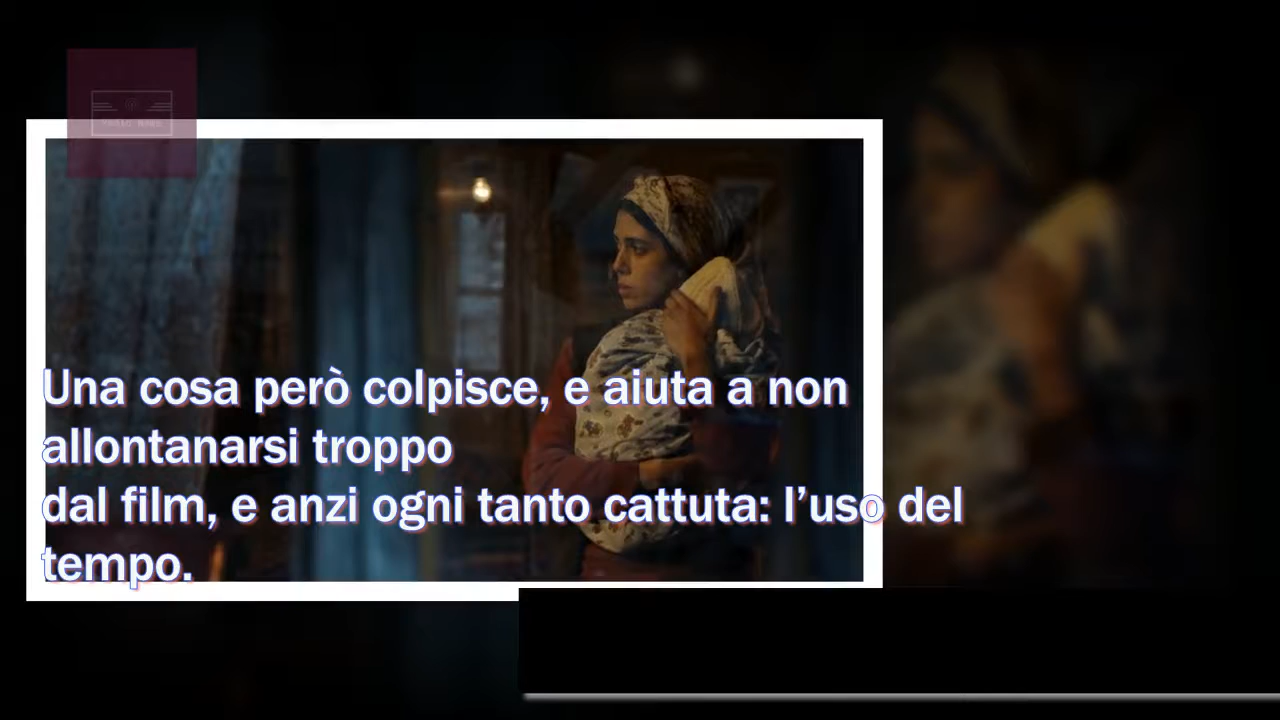 Una cosa però colpisce, e aiuta a non
allontanarsi troppo
dal film, e anzi ogni tanto cattuta: l’uso del
tempo.